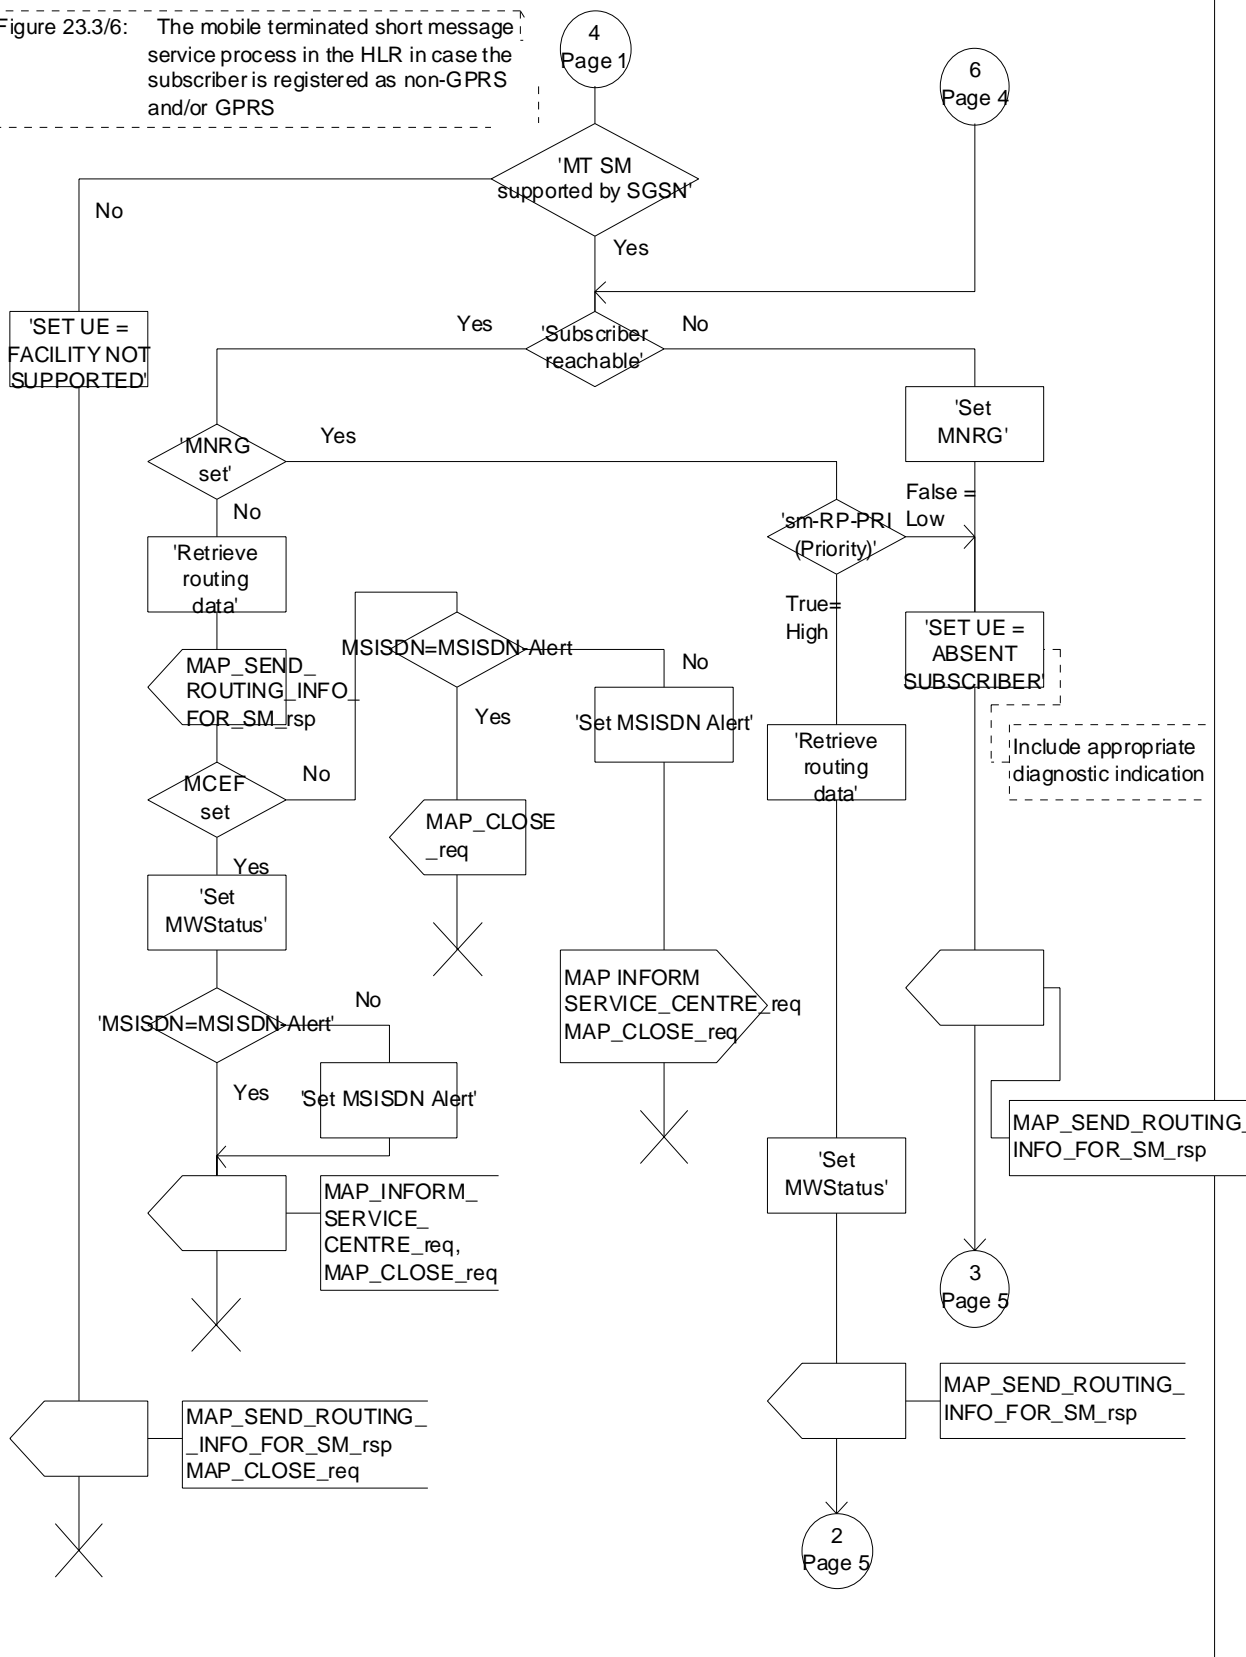 Figure 23.3/6: The mobile terminated short message
service process in the HLR in case the
subscriber is registered as non-GPRS
and/or GPRS
4
Page 1
6
Page 4
'MT SM
supported by SGSN'
No
Yes
'SET UE =
FACILITY NOT
SUPPORTED'
Yes
'Subscriber
reachable'
No
'Set
MNRG'
'MNRG
set'
Yes
No
False =
Low
'sm-RP-PRI
(Priority)'
True=
High
'Retrieve
routing
data'
MSISDN=MSISDN-Alert
No
Yes
'SET UE =
ABSENT
SUBSCRIBER'
MAP_SEND_
ROUTING_INFO_
FOR_SM_rsp
'Set MSISDN Alert'
'Retrieve
routing
data'
Include appropriate
diagnostic indication
MCEF
set
No
Yes
MAP_CLOSE
_req
'Set
MWStatus'
MAP INFORM
SERVICE_CENTRE_req
MAP_CLOSE_req
'MSISDN=MSISDN-Alert'
No
Yes
'Set MSISDN Alert'
MAP_SEND_ROUTING_
INFO_FOR_SM_rsp
'Set
MWStatus'
MAP_INFORM_
SERVICE_
CENTRE_req,
MAP_CLOSE_req
3
Page 5
MAP_SEND_ROUTING_
INFO_FOR_SM_rsp
MAP_SEND_ROUTING_
_INFO_FOR_SM_rsp
MAP_CLOSE_req
2
Page 5